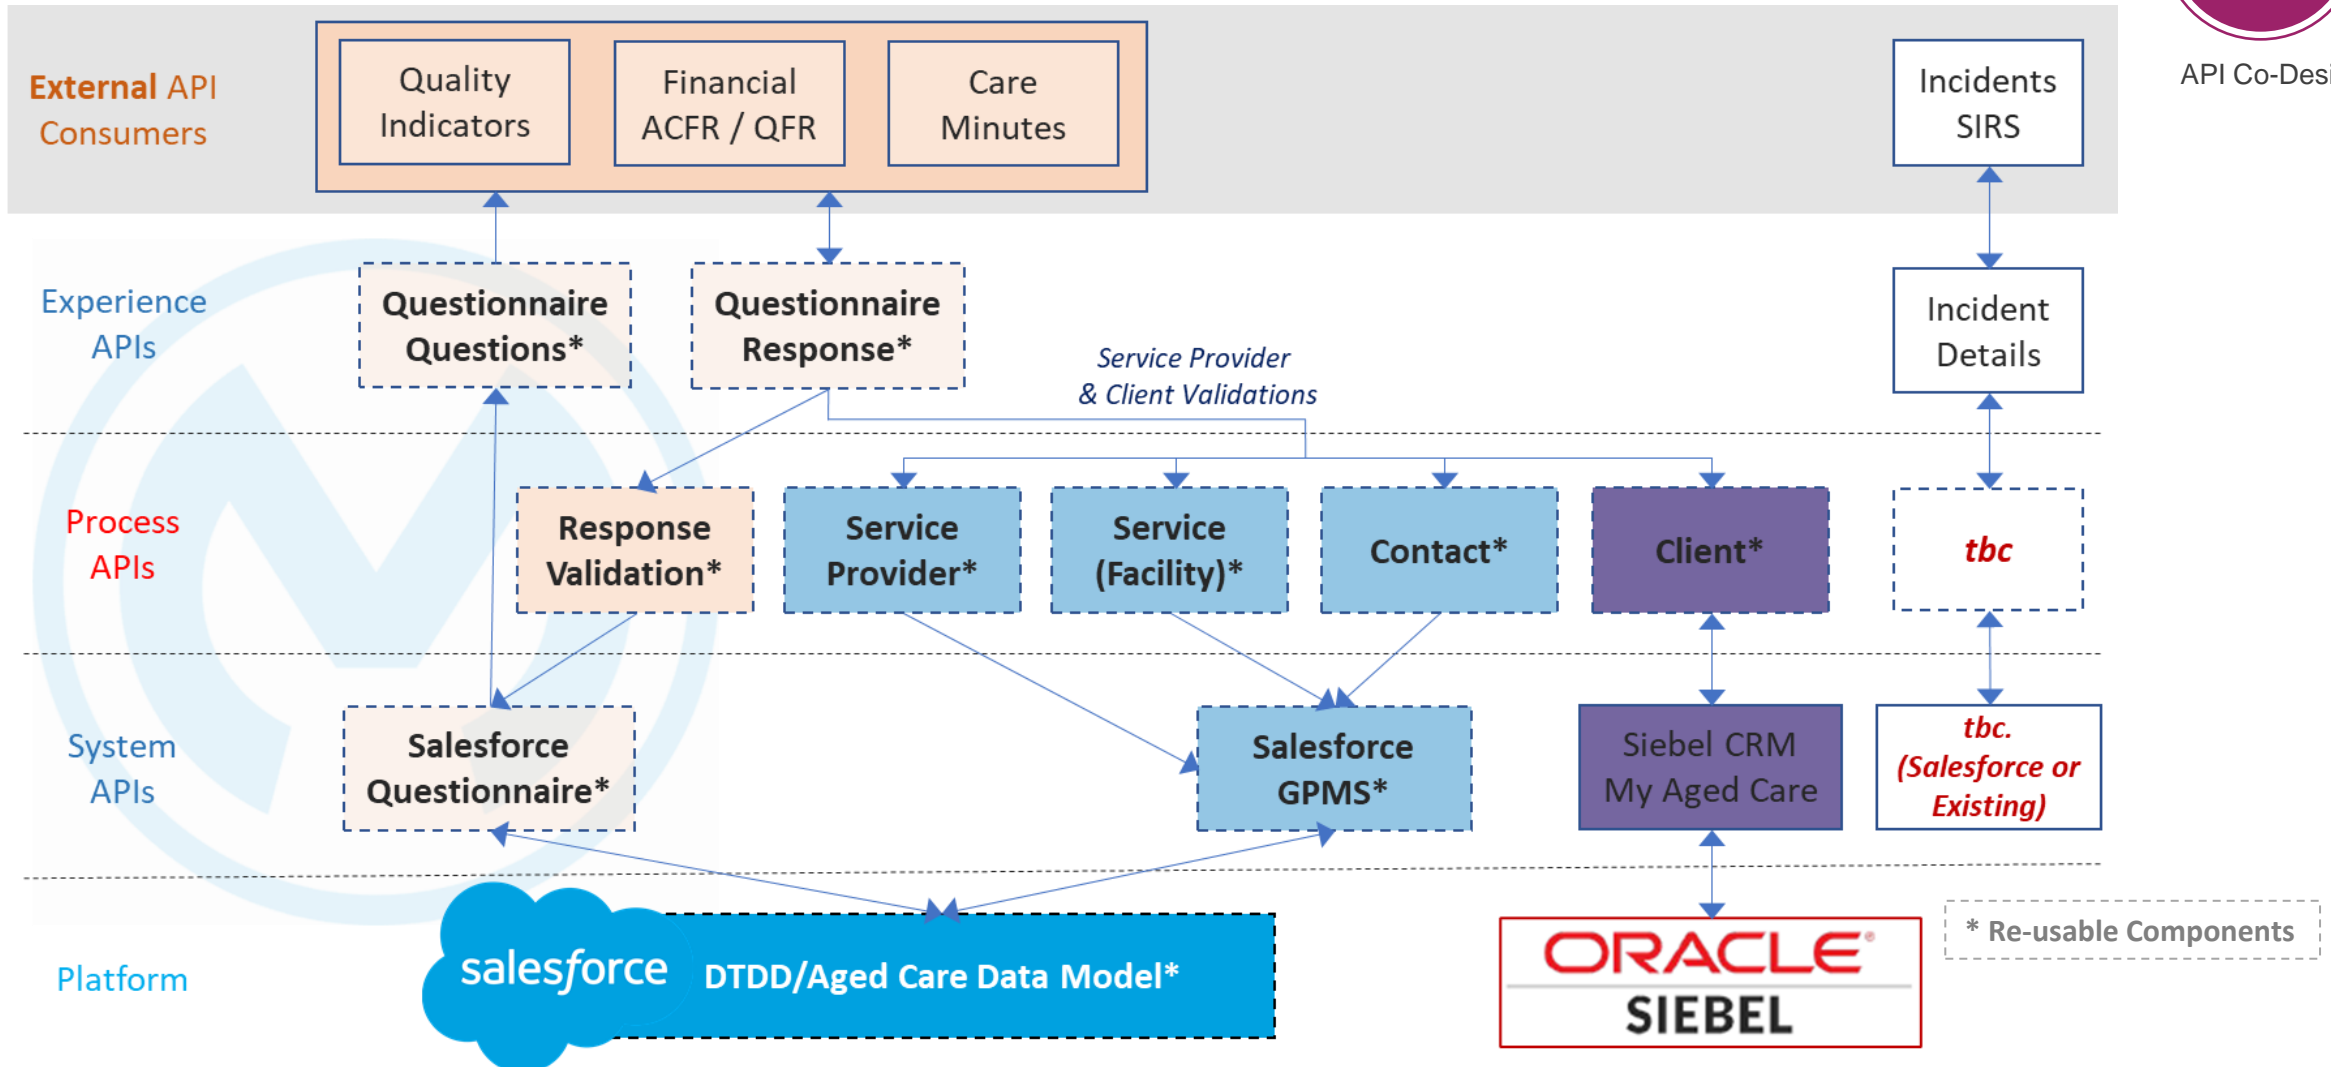 External API
Consumers
Quality
Indicators
Financial
ACFR / QFR
Care
Minutes
Incidents
SIRS
API Co-Desi
Experience
APIs
Questionnaire
Questions*
Questionnaire
Response*
Service Provider
& Client Validations
Incident
Details
Process
APIs
Response
Validation*
Service
Provider*
Service
(Facility)*
Contact*
Client*
tbc
System
APIs
Salesforce
Questionnaire*
Salesforce
GPMS*
Siebel CRM
My Aged Care
tbc.
(Salesforce or
Existing)
Platform
salesforce
DTDD/Aged Care Data Model*
ORACLE®
SIEBEL
* Re-usable Components